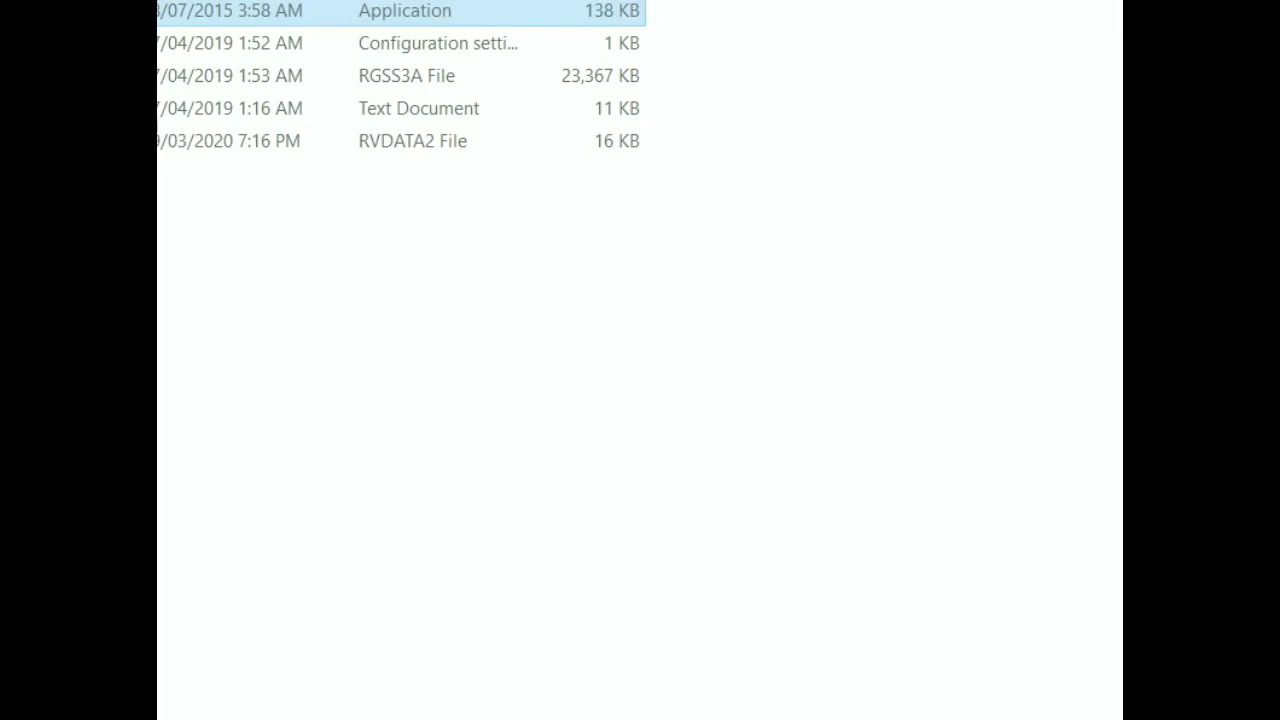 /07/2015 3:58 AM Application 138 KB
/04/2019 1:52 AM Configuration setti... 1 KB
/04/2019 1:53 AM RGSS3A File 23,367 KB
/04/2019 1:16 AM Text Document 11 KB
/03/2020 7:16 PM RVDATA2 File 16 KB